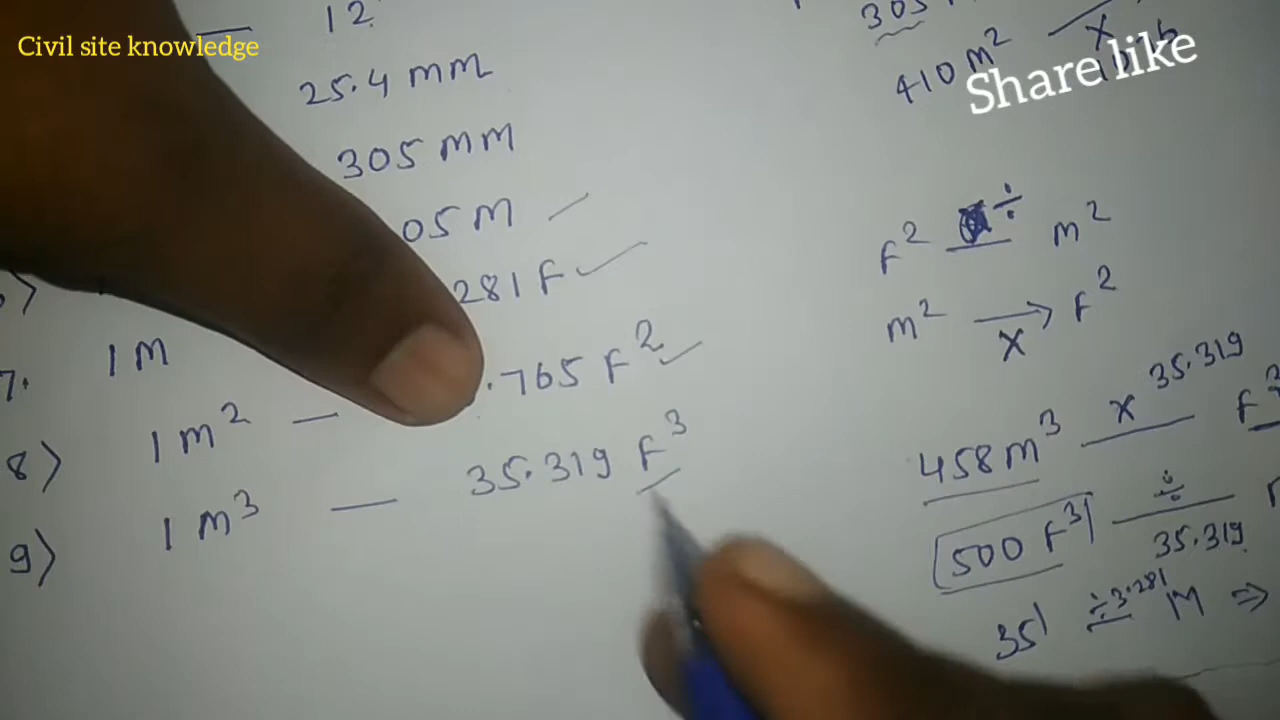 Civil site knowledge
Share like
12
25.4 mm
305 mm
05 M
281 F
7. 1 M
.765 F²
8) 1 m²
—
9) 1 m³ — 35.319 F³
305
410 m² x
F² ÷ m²
m² → F²
x
458 m³ x 35.319 F³
500 F³ ÷
35.319
35' ÷3.281 M ⇒